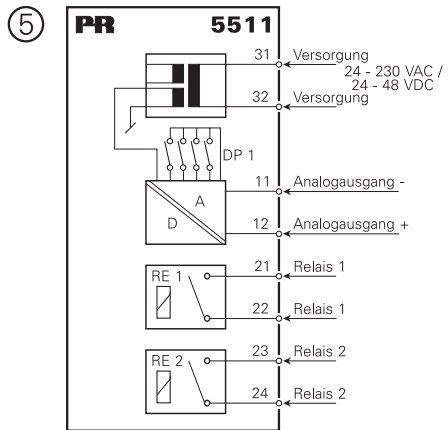 5
PR 5511
31 Versorgung
24 - 230 VAC /
24 - 48 VDC
32 Versorgung
DP 1
11 Analogausgang -
A
D
12 Analogausgang +
21 Relais 1
RE 1
22 Relais 1
23 Relais 2
RE 2
24 Relais 2